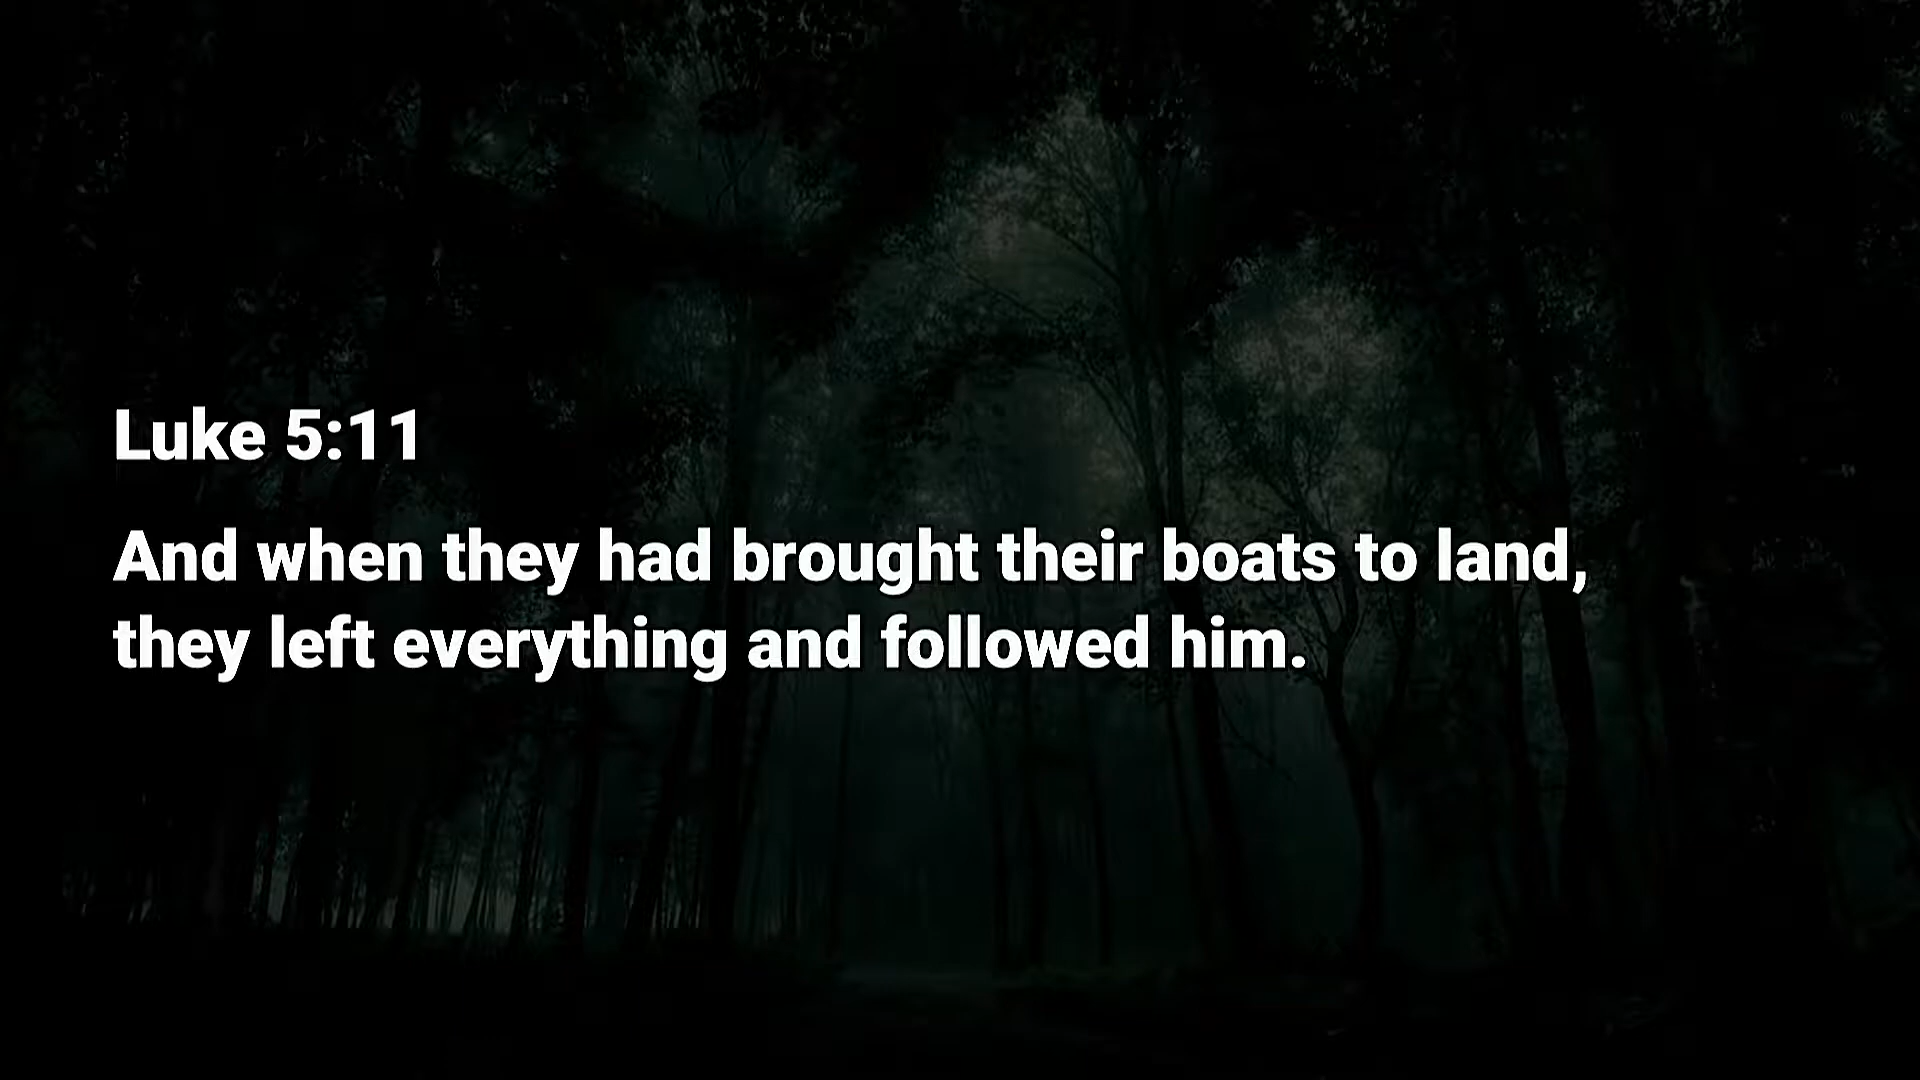 Luke 5:11
And when they had brought their boats to land,
they left everything and followed him.